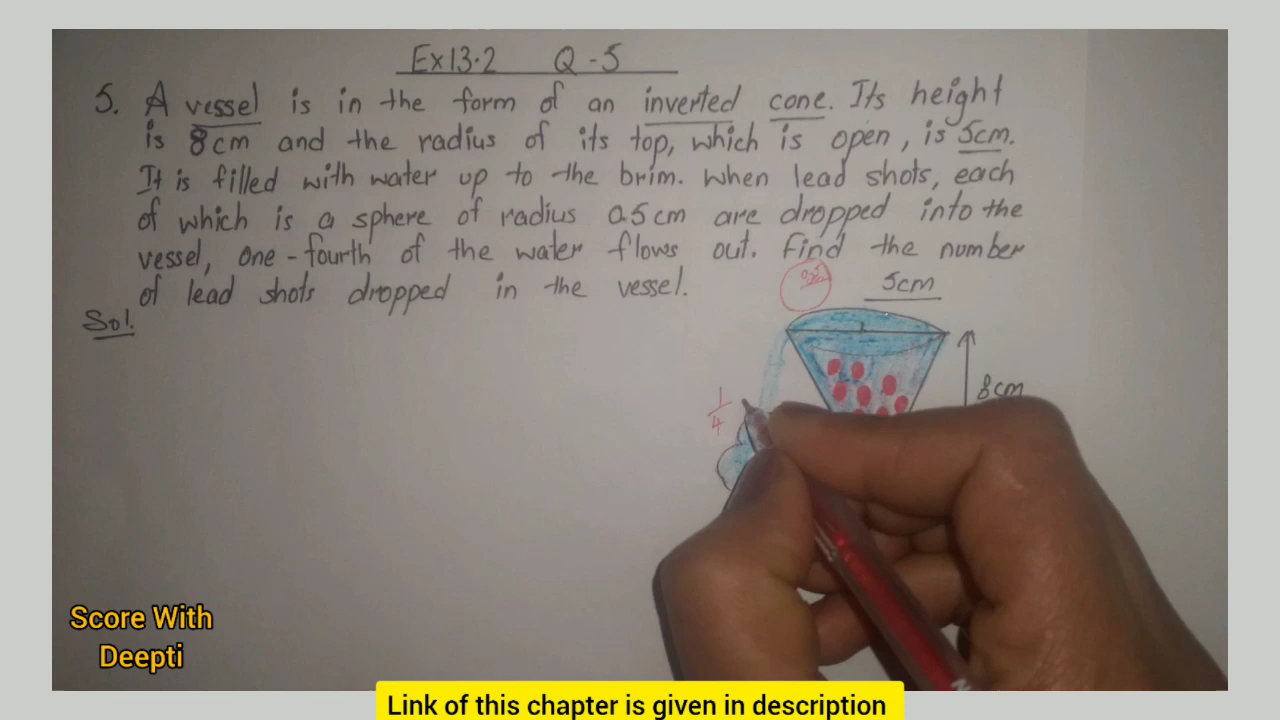 Ex 13.2 Q-5
5. A vessel is in the form of an inverted cone. Its height
is 8cm and the radius of its top, which is open, is 5cm.
It is filled with water up to the brim. When lead shots, each
of which is a sphere of radius 0.5cm are dropped into the
vessel, one-fourth of the water flows out. Find the number
of lead shots dropped in the vessel.
Sol.
5cm
8cm
1/4
Score With
Deepti
Link of this chapter is given in description